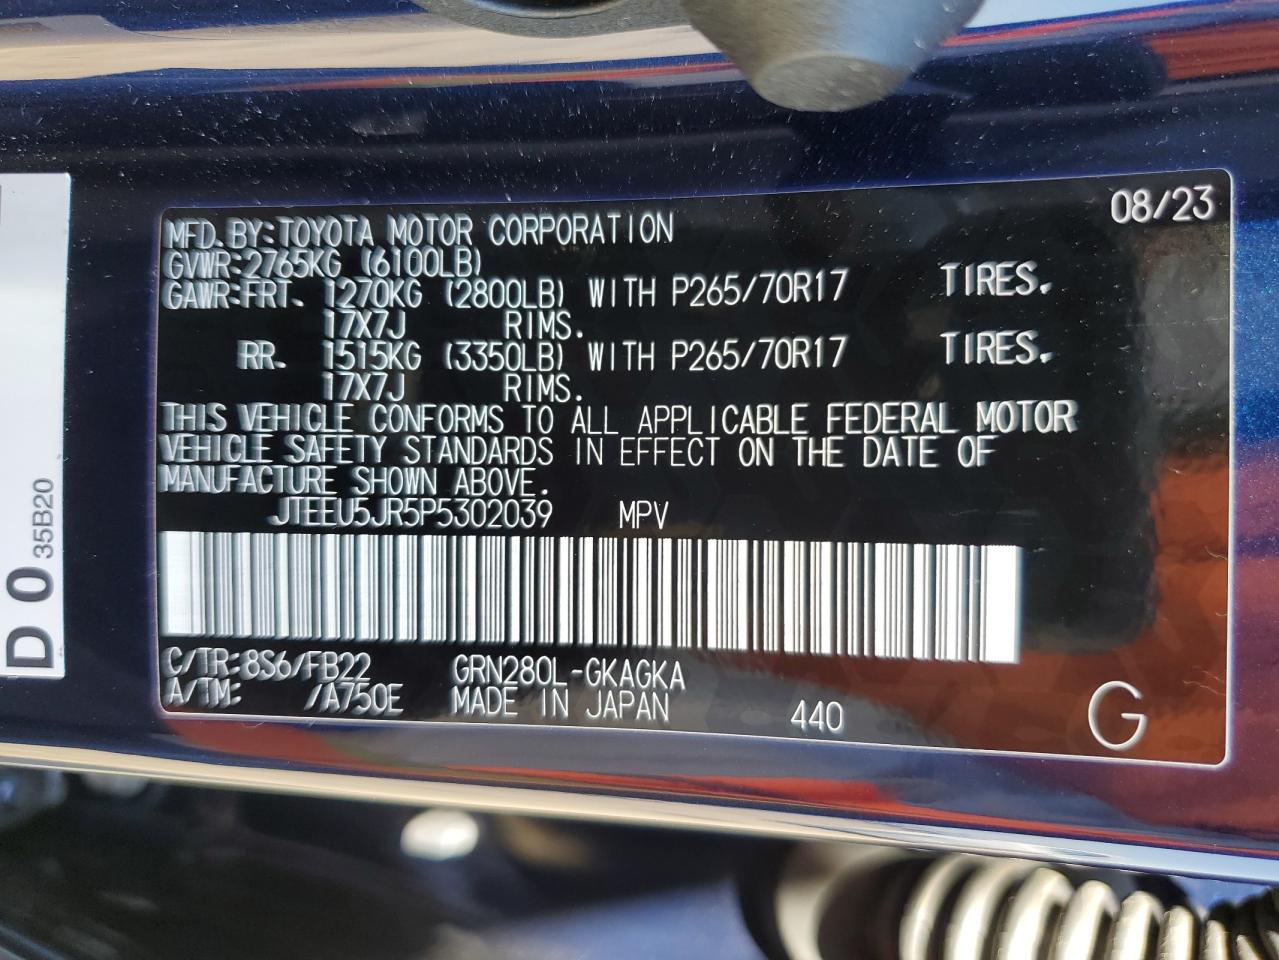 08/23
MFD.BY:TOYOTA MOTOR CORPORATION
GVWR:2765KG (6100LB)
GAWR:FRT. 1270KG (2800LB) WITH P265/70R17 TIRES.
17X7J RIMS.
RR. 1515KG (3350LB) WITH P265/70R17 TIRES.
17X7J RIMS.
THIS VEHICLE CONFORMS TO ALL APPLICABLE FEDERAL MOTOR
VEHICLE SAFETY STANDARDS IN EFFECT ON THE DATE OF
MANUFACTURE SHOWN ABOVE.
JTEEU5JR5P5302039 MPV
C/TR:8S6/FB22 GRN280L-GKAGKA
A/TM: /A750E MADE IN JAPAN 440 G
D 0 35B20